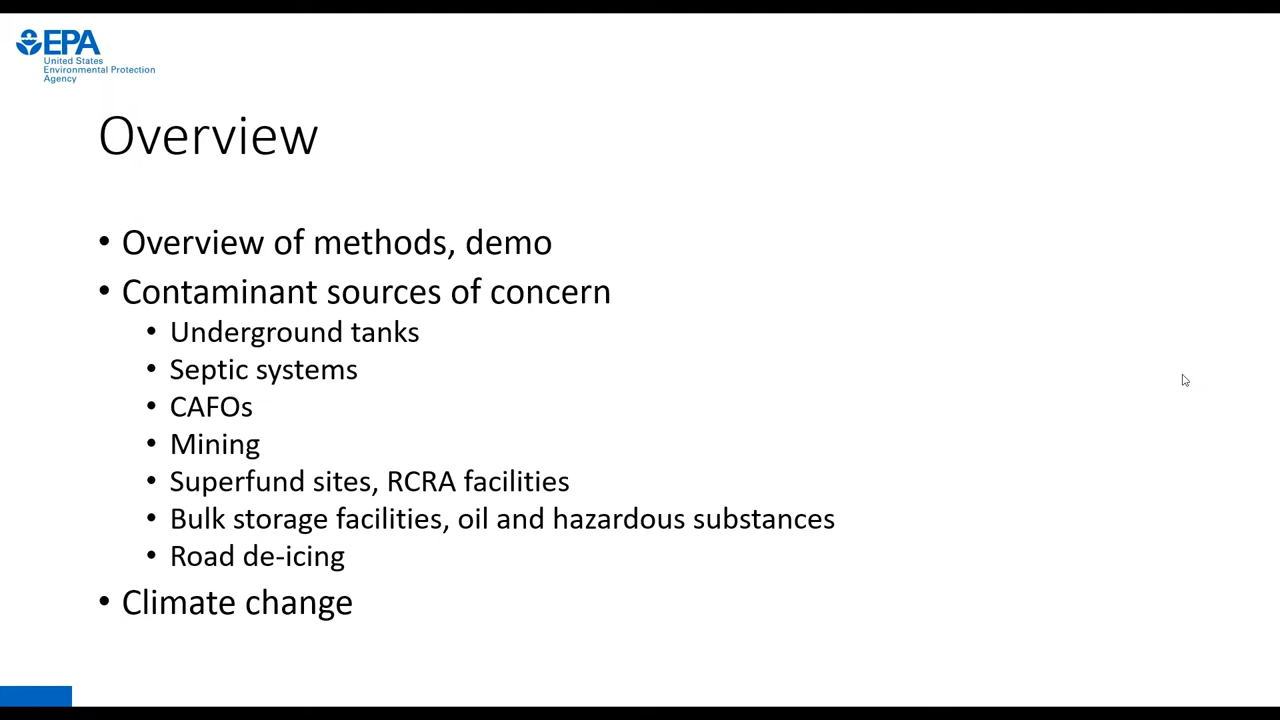 EPA
United States
Environmental Protection
Agency
Overview
• Overview of methods, demo
• Contaminant sources of concern
• Underground tanks
• Septic systems
• CAFOs
• Mining
• Superfund sites, RCRA facilities
• Bulk storage facilities, oil and hazardous substances
• Road de-icing
• Climate change